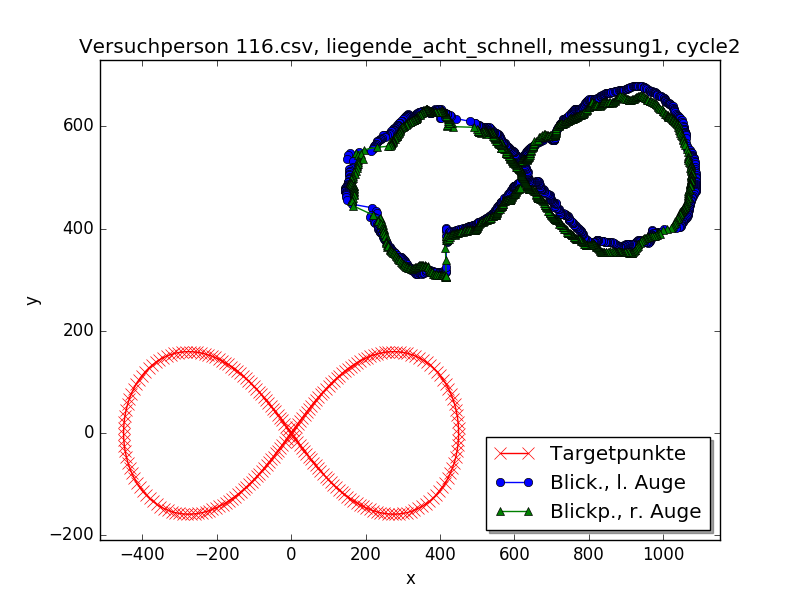 Versuchperson 116.csv, liegende_acht_schnell, messung1, cycle2
600
400
200
0
−200
y
−400
−200
0
200
400
600
800
1000
x
Targetpunkte
Blick., l. Auge
Blickp., r. Auge